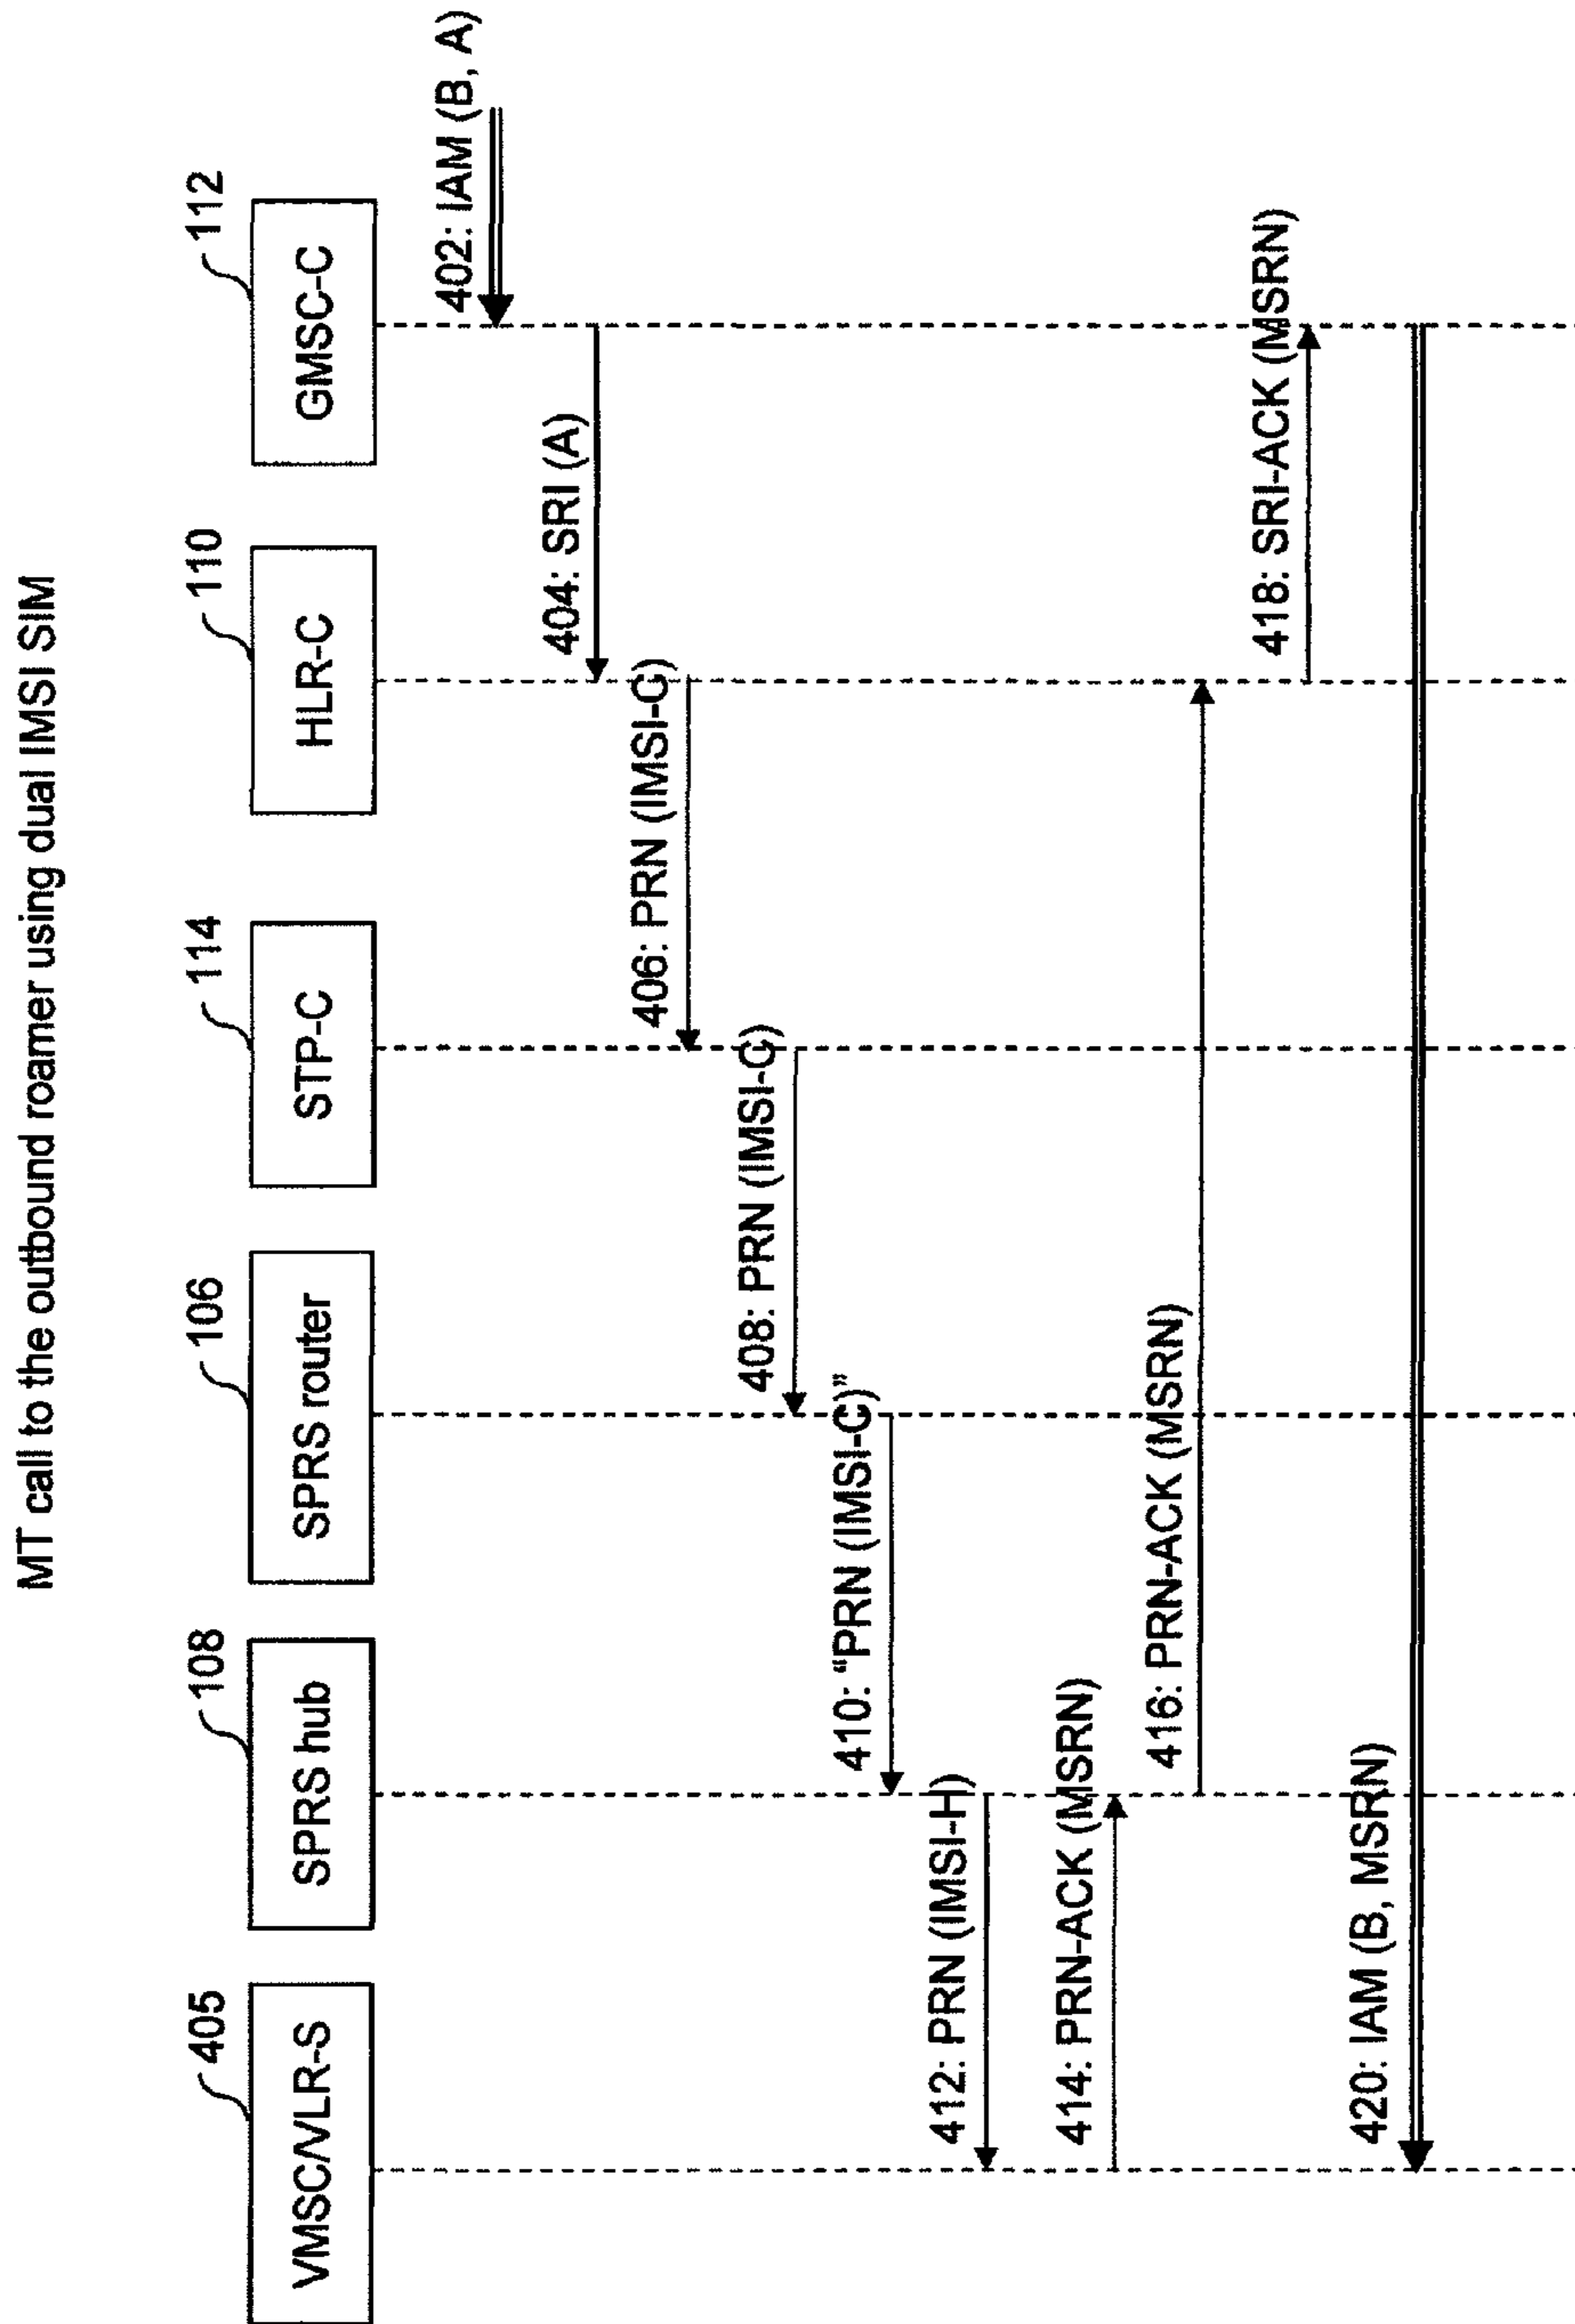 MT call to the outbound roamer using dual IMSI SIM
405
108
106
114
110
112
VMSC/VLR-S
SPRS hub
SPRS router
STP-C
HLR-C
GMSC-C
402: IAM (B, A)
404: SRI (A)
406: PRN (IMSI-C)
408: PRN (IMSI-C)
410: “PRN (IMSI-C)”
412: PRN (IMSI-H)
414: PRN-ACK (MSRN)
416: PRN-ACK (MSRN)
418: SRI-ACK (MSRN)
420: IAM (B, MSRN)